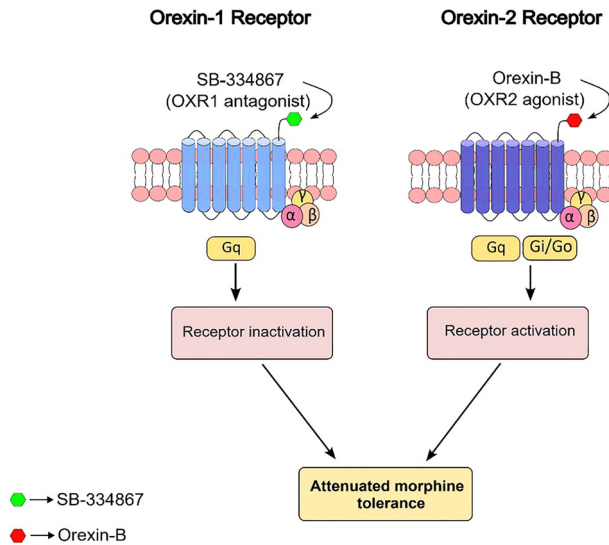 Orexin-1 Receptor
Orexin-2 Receptor
SB-334867
(OXR1 antagonist)
Orexin-B
(OXR2 agonist)
γ
α
β
γ
α
β
Gq
Gq
Gi/Go
Receptor inactivation
Receptor activation
Attenuated morphine
tolerance
SB-334867
Orexin-B